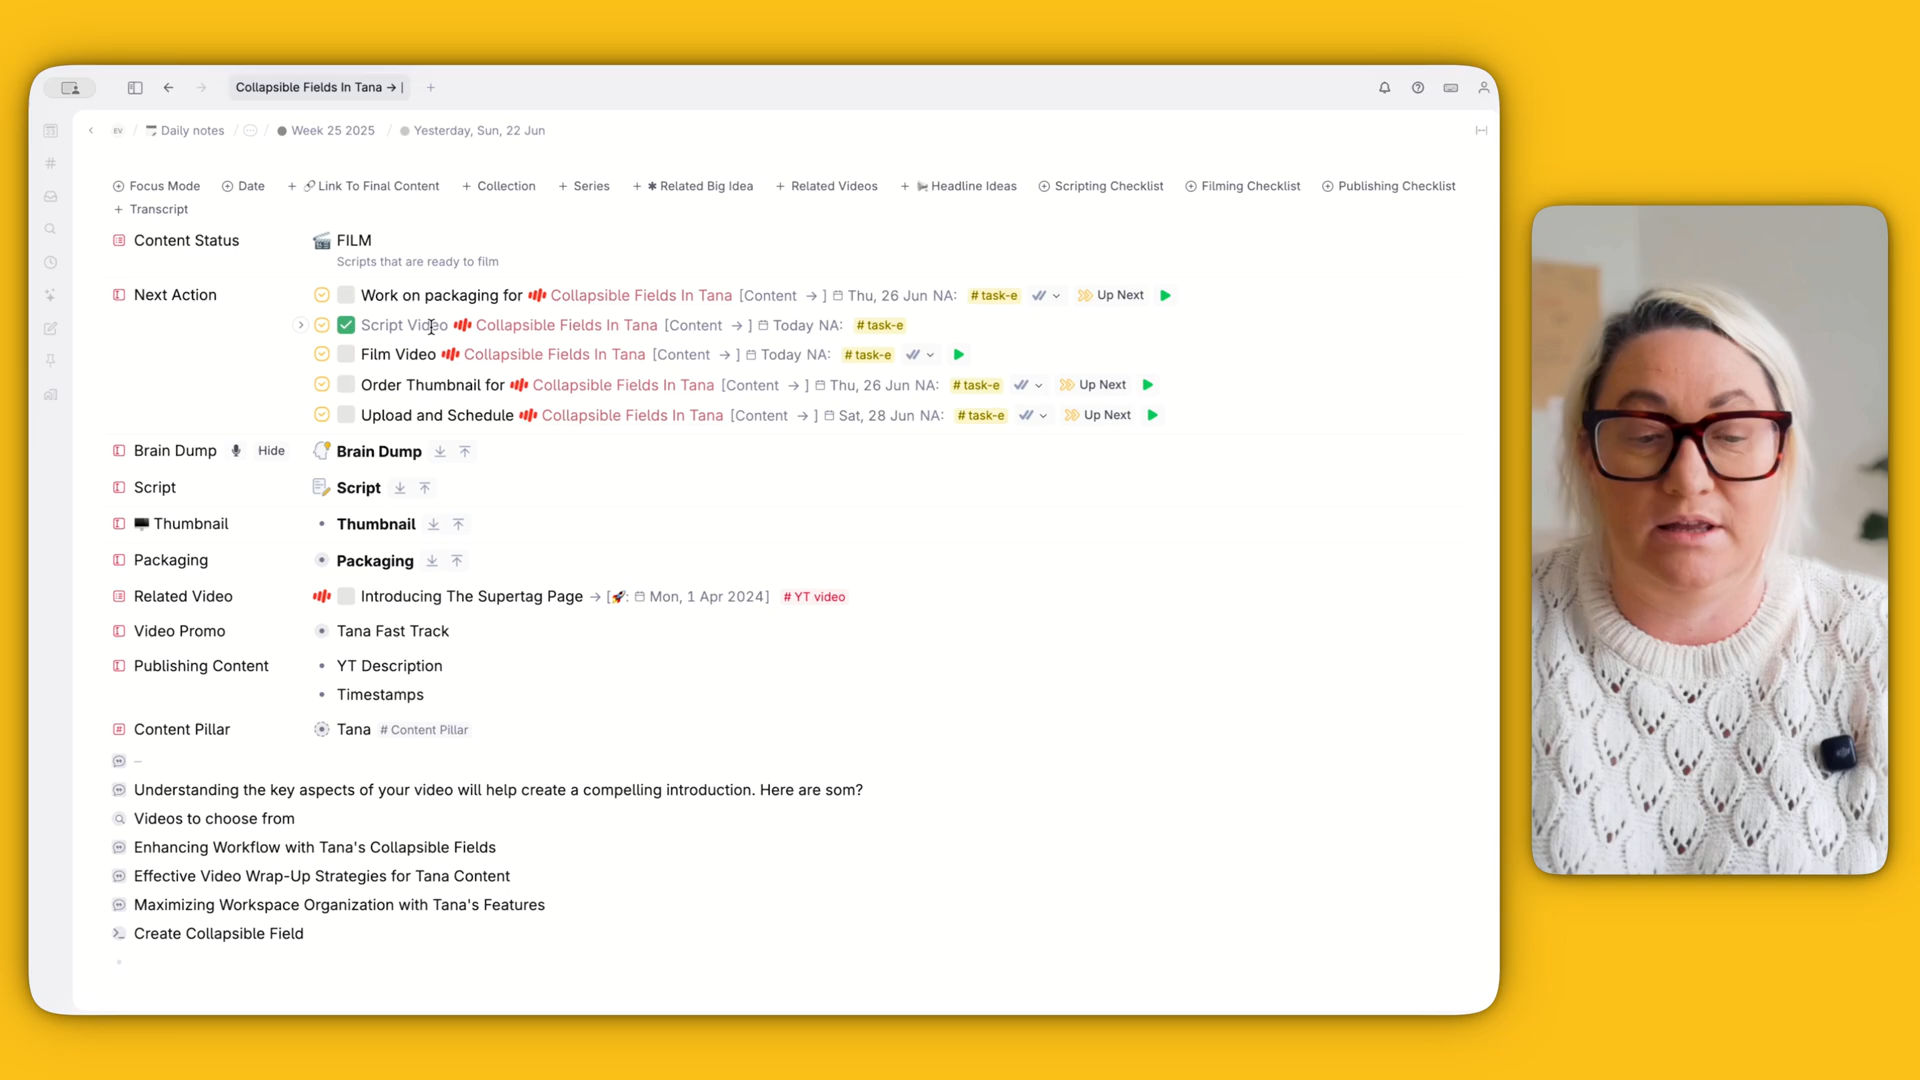 Collapsible Fields In Tana → |
EV / Daily notes / / Week 25 2025 / Yesterday, Sun, 22 Jun
Focus Mode Date + Link To Final Content + Collection + Series + Related Big Idea + Related Videos + Headline Ideas Scripting Checklist Filming Checklist Publishing Checklist
+ Transcript
Content Status FILM
Scripts that are ready to film
Next Action Work on packaging for Collapsible Fields In Tana [Content → ] Thu, 26 Jun NA: # task-e Up Next
Script Video Collapsible Fields In Tana [Content → ] Today NA: # task-e
Film Video Collapsible Fields In Tana [Content → ] Today NA: # task-e
Order Thumbnail for Collapsible Fields In Tana [Content → ] Thu, 26 Jun NA: # task-e Up Next
Upload and Schedule Collapsible Fields In Tana [Content → ] Sat, 28 Jun NA: # task-e Up Next
Brain Dump Hide Brain Dump
Script Script
Thumbnail Thumbnail
Packaging Packaging
Related Video Introducing The Supertag Page → [🚀: Mon, 1 Apr 2024] # YT video
Video Promo Tana Fast Track
Publishing Content YT Description
Timestamps
Content Pillar Tana # Content Pillar
–
Understanding the key aspects of your video will help create a compelling introduction. Here are som?
Videos to choose from
Enhancing Workflow with Tana's Collapsible Fields
Effective Video Wrap-Up Strategies for Tana Content
Maximizing Workspace Organization with Tana's Features
Create Collapsible Field